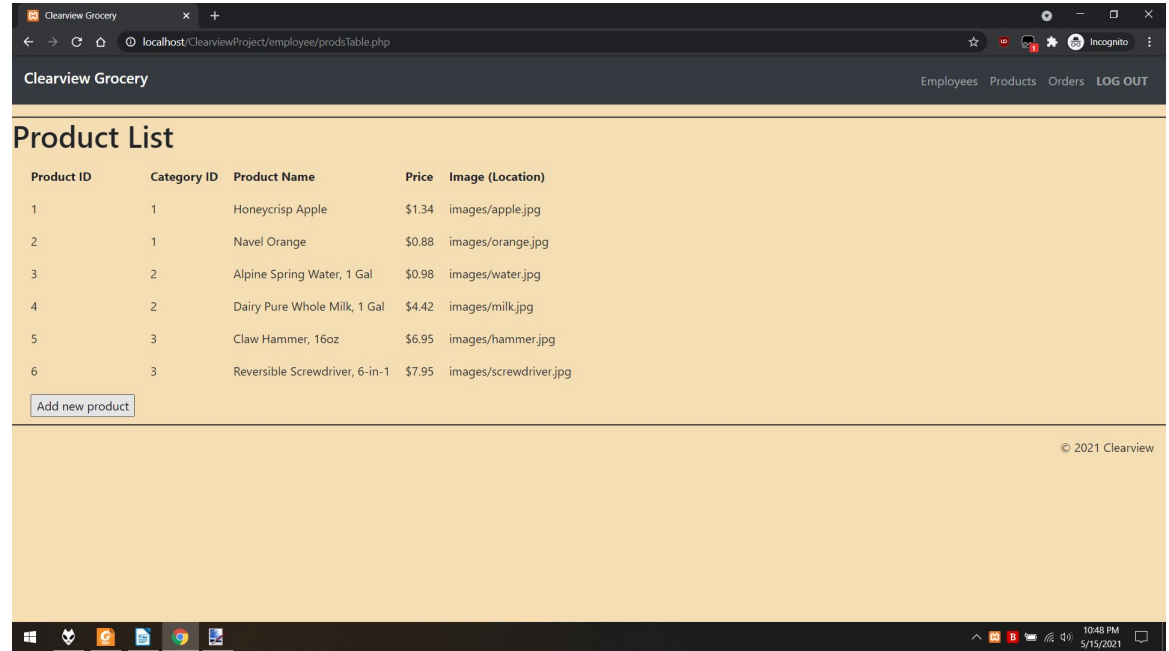 Clearview Grocery
localhost/ClearviewProject/employee/prodsTable.php
Incognito
Clearview Grocery
Employees Products Orders LOG OUT
Product List
Product ID Category ID Product Name Price Image (Location)
1 1 Honeycrisp Apple $1.34 images/apple.jpg
2 1 Navel Orange $0.88 images/orange.jpg
3 2 Alpine Spring Water, 1 Gal $0.98 images/water.jpg
4 2 Dairy Pure Whole Milk, 1 Gal $4.42 images/milk.jpg
5 3 Claw Hammer, 16oz $6.95 images/hammer.jpg
6 3 Reversible Screwdriver, 6-in-1 $7.95 images/screwdriver.jpg
Add new product
© 2021 Clearview
10:48 PM
5/15/2021